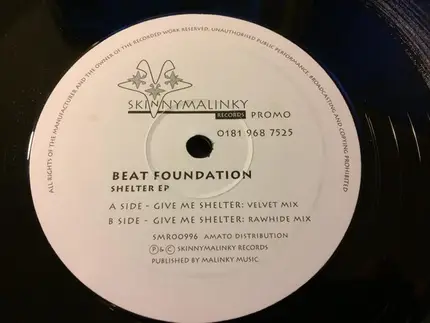 ALL RIGHTS OF THE MANUFACTURER AND THE OWNER OF THE RECORDED WORK RESERVED. UNAUTHORISED PUBLIC PERFORMANCE, BROADCASTING AND COPYING PROHIBITED
SKINNYMALINKY
RECORDS PROMO
0181 968 7525
BEAT FOUNDATION
SHELTER EP
A SIDE - GIVE ME SHELTER: VELVET MIX
B SIDE - GIVE ME SHELTER: RAWHIDE MIX
SMR00996 AMATO DISTRIBUTION
℗ & © SKINNYMALINKY RECORDS
PUBLISHED BY MALINKY MUSIC